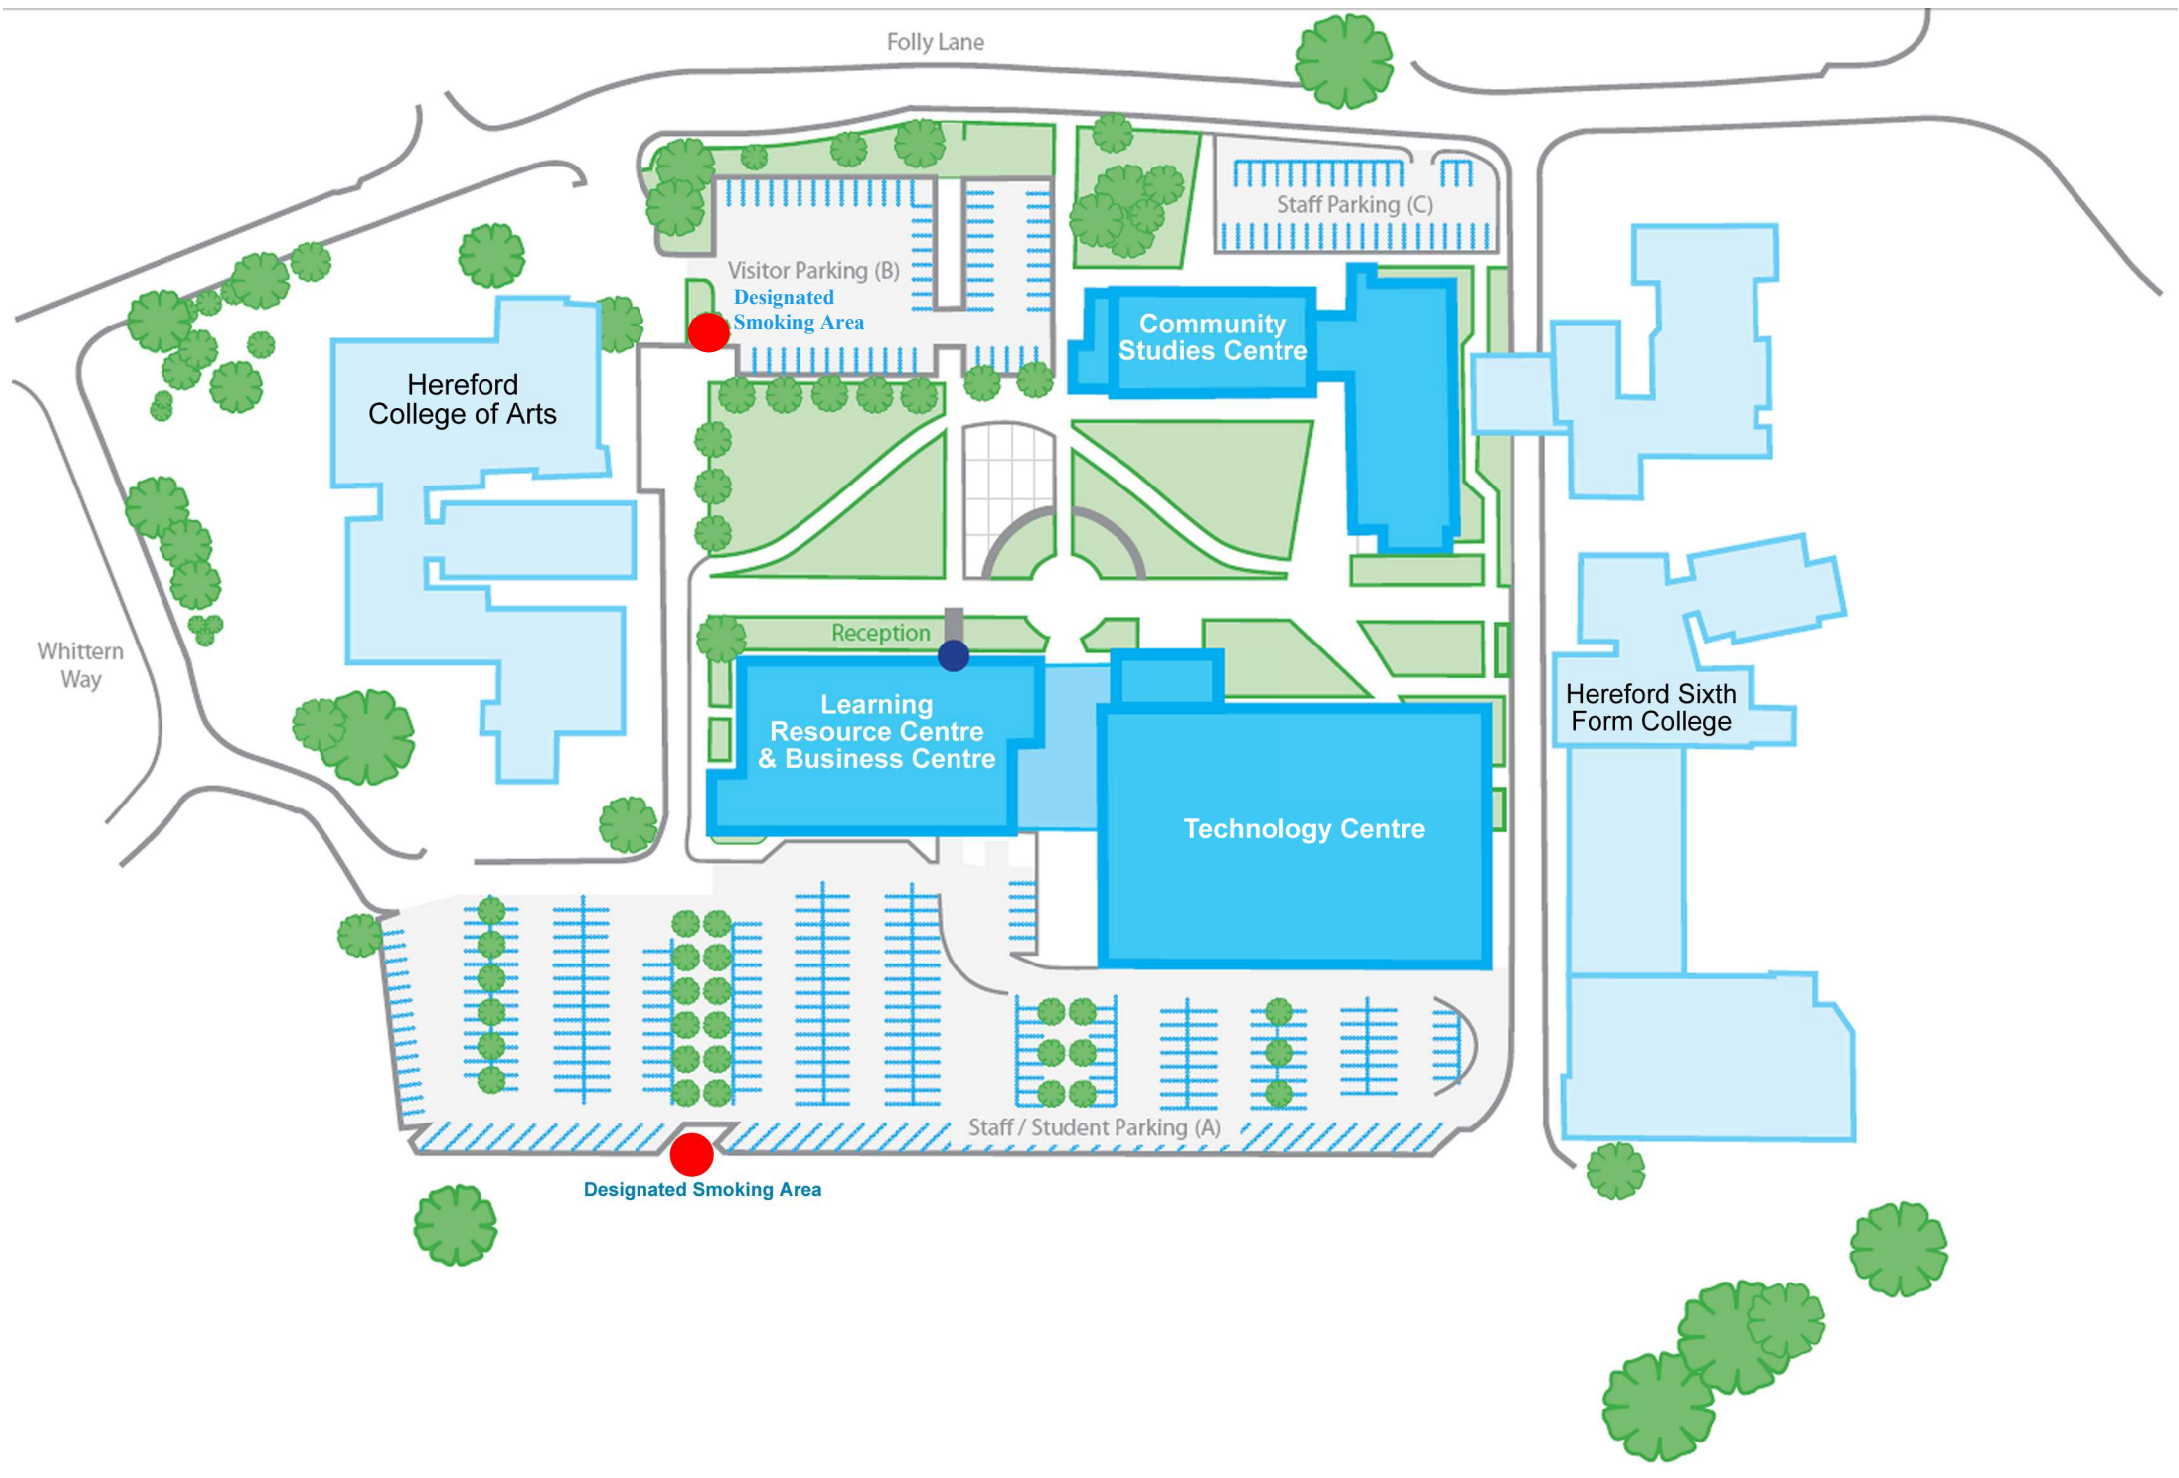 Folly Lane
Staff Parking (C)
Visitor Parking (B)
Designated
Smoking Area
Community
Studies Centre
Hereford
College of Arts
Reception
Whittern
Way
Learning
Resource Centre
& Business Centre
Hereford Sixth
Form College
Technology Centre
Staff / Student Parking (A)
Designated Smoking Area